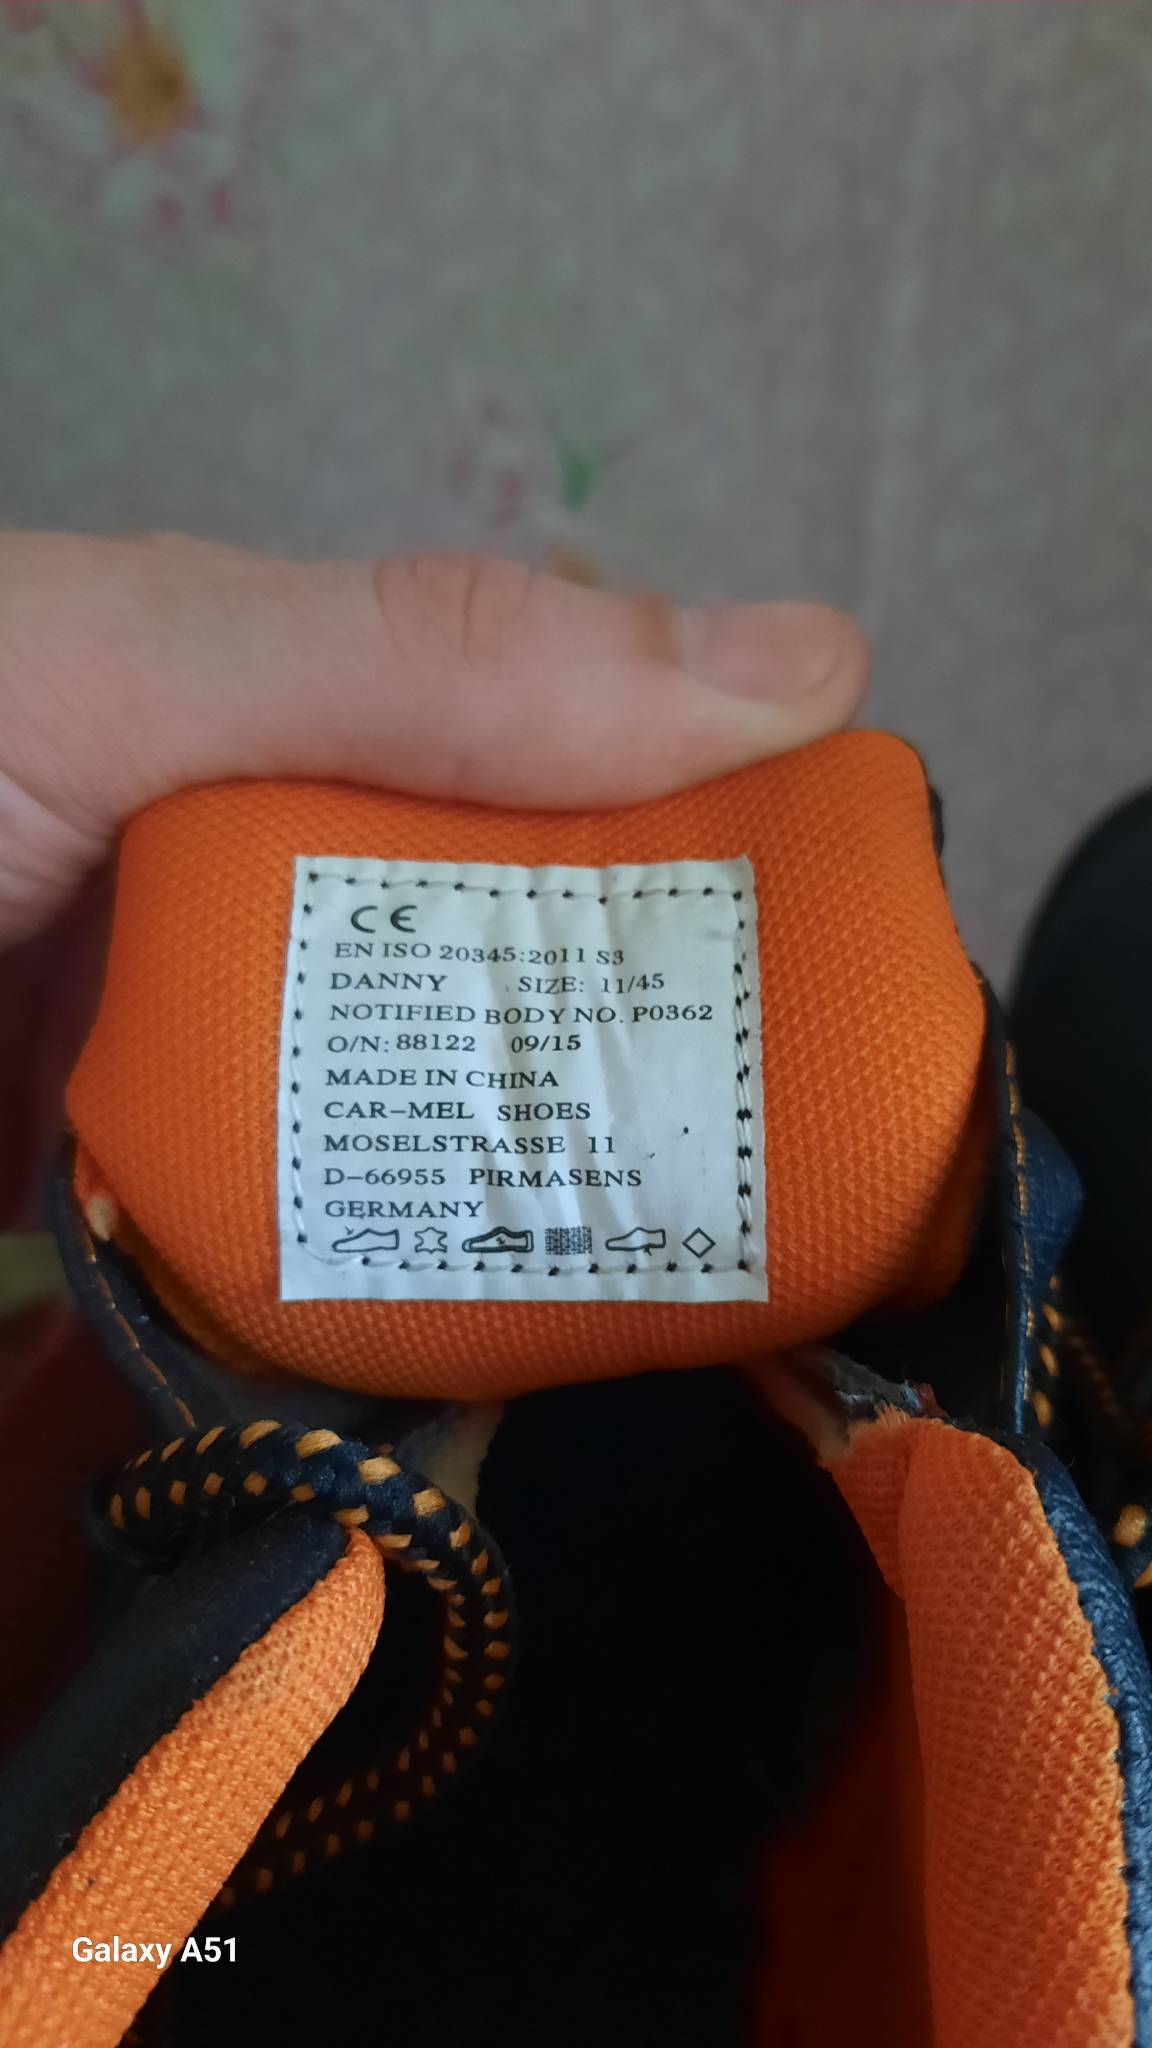 CE
EN ISO 20345:2011 S3
DANNY SIZE: 11/45
NOTIFIED BODY NO. P0362
O/N: 88122 09/15
MADE IN CHINA
CAR-MEL SHOES
MOSELSTRASSE 11
D-66955 PIRMASENS
GERMANY
Galaxy A51